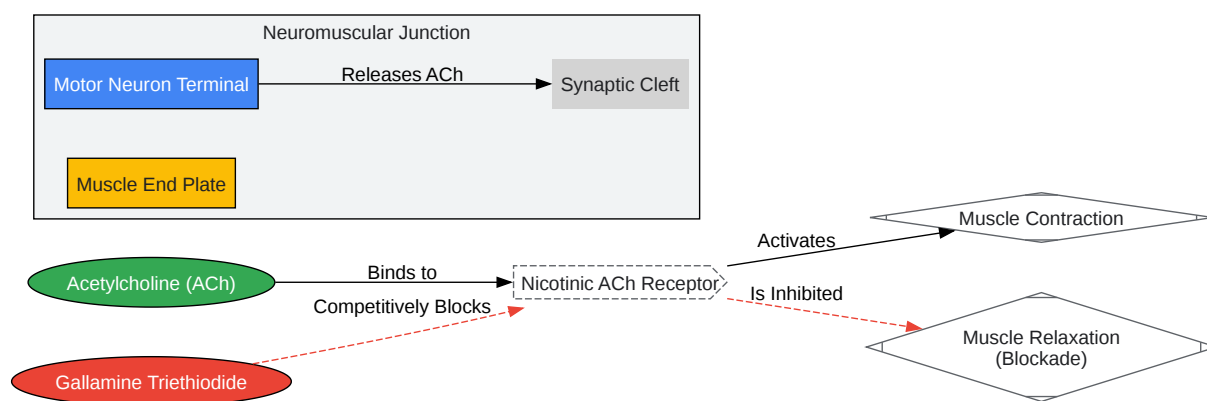 Neuromuscular Junction
Motor Neuron Terminal
Releases ACh
Synaptic Cleft
Muscle End Plate
Muscle Contraction
Activates
Acetylcholine (ACh)
Binds to
Nicotinic ACh Receptor
Competitively Blocks
Is Inhibited
Muscle Relaxation
(Blockade)
Gallamine Triethiodide